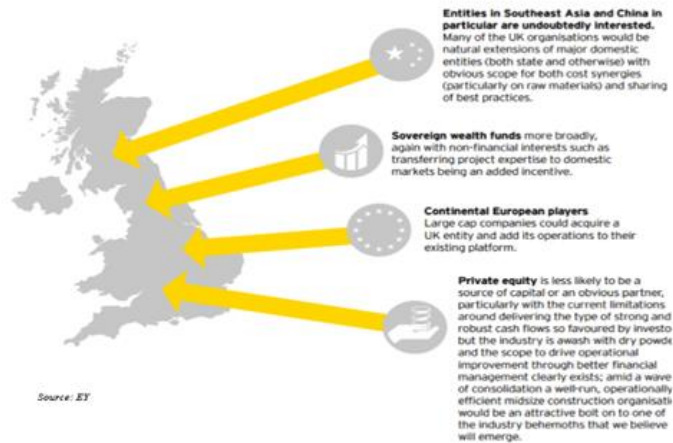 Entities in Southeast Asia and China in
particular are undoubtedly interested.
Many of the UK organisations would be
natural extensions of major domestic
entities (both state and otherwise) with
obvious scope for both cost synergies
(particularly on raw materials) and sharing
of best practices.
Sovereign wealth funds more broadly,
again with non-financial interests such as
transferring project expertise to domestic
markets being an added incentive.
Continental European players
Large cap companies could acquire a
UK entity and add its operations to their
existing platform.
Private equity is less likely to be a
source of capital or an obvious partner,
particularly with the current limitations
around delivering the type of strong and
robust cash flows so favoured by investo
but the industry is awash with dry powde
and the scope to drive operational
improvement through better financial
management clearly exists; amid a wave
of consolidation a well-run, operationally
efficient midsize construction organisati
would be an attractive bolt on to one of
the industry behemoths that we believe
will emerge.
Source: EY